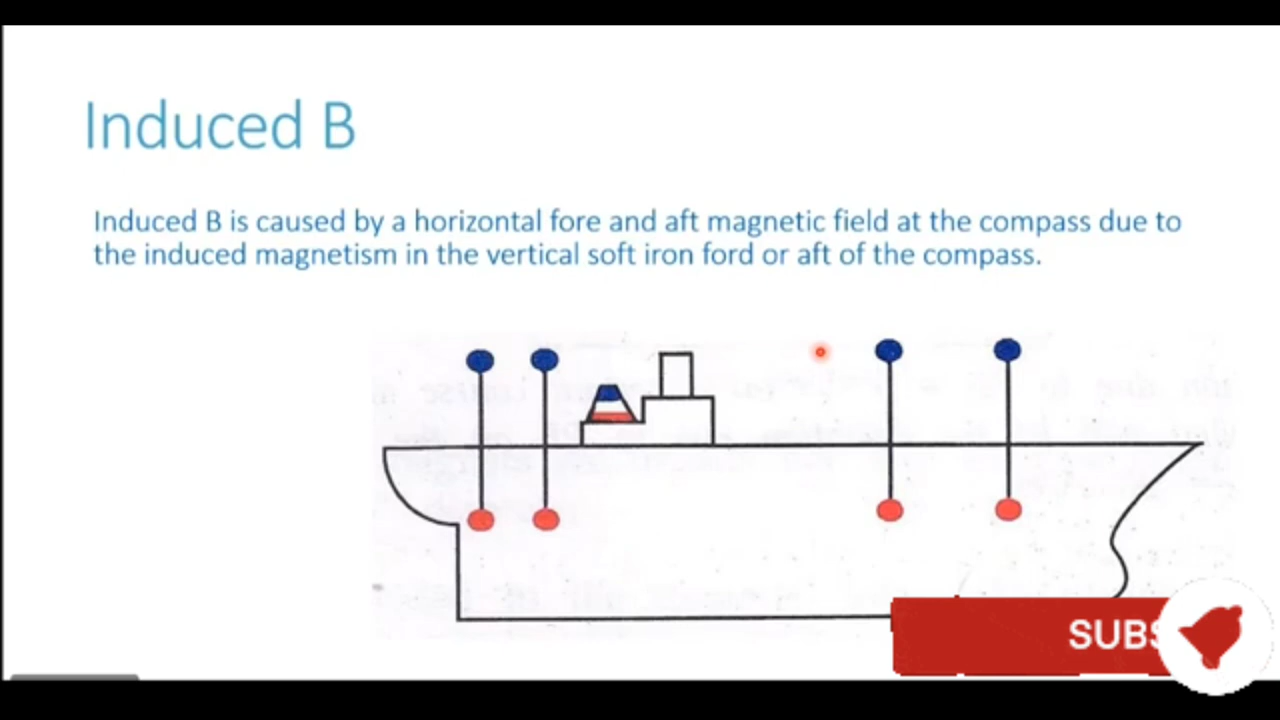 Induced B
Induced B is caused by a horizontal fore and aft magnetic field at the compass due to
the induced magnetism in the vertical soft iron ford or aft of the compass.
SUBS